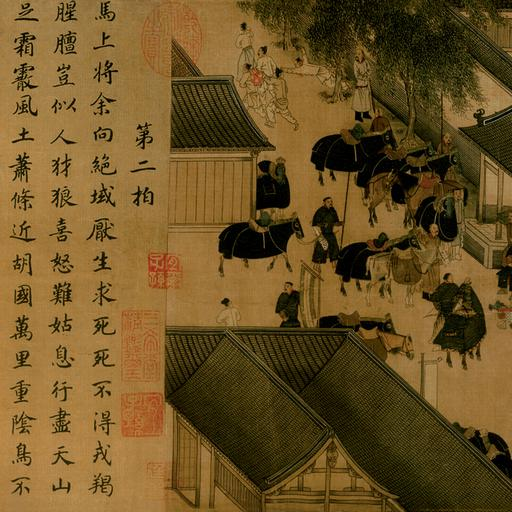 第二拍
馬上将余向絶域厭生求死死不得戎羯
腥膻豈似人犲狼喜怒難姑息行盡天山
足霜霰風土蕭條近胡國萬里重陰鳥不